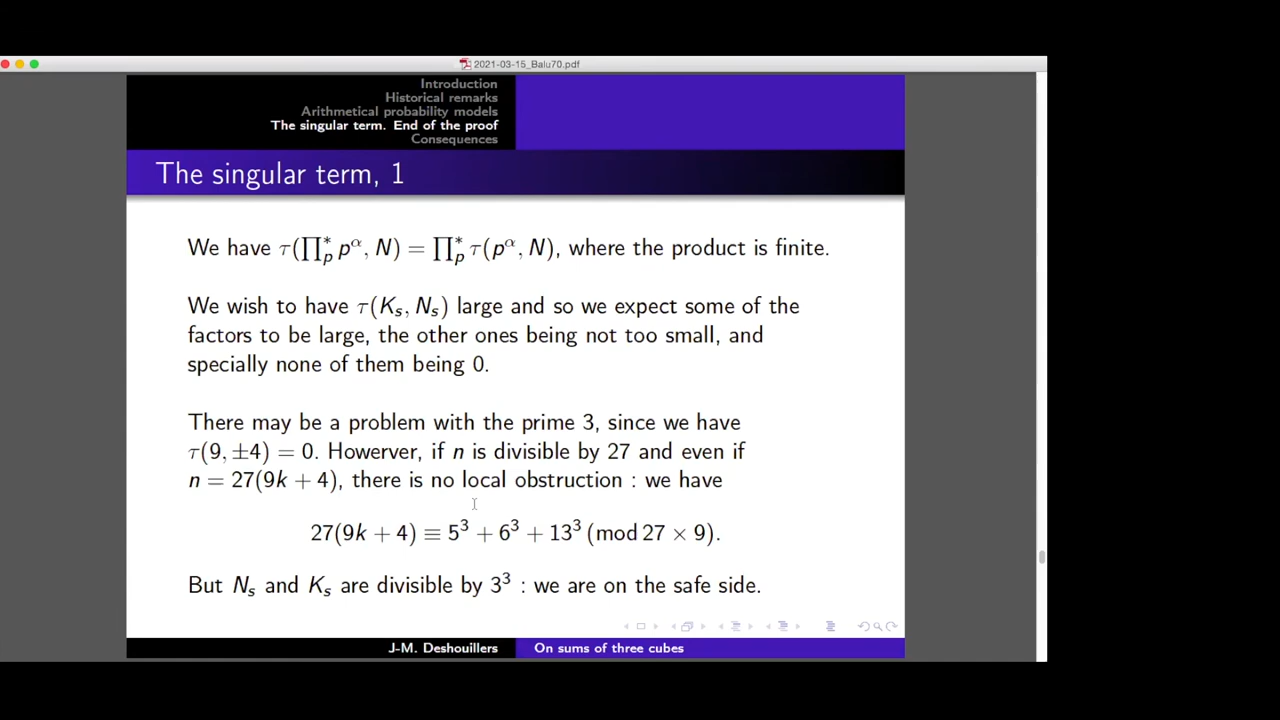 2021-03-15_Balu70.pdf
Introduction
Historical remarks
Arithmetical probability models
The singular term. End of the proof
Consequences
The singular term, 1
We have τ(∏*ₚ pᵅ, N) = ∏*ₚ τ(pᵅ, N), where the product is finite.
We wish to have τ(Kₛ, Nₛ) large and so we expect some of the
factors to be large, the other ones being not too small, and
specially none of them being 0.
There may be a problem with the prime 3, since we have
τ(9, ±4) = 0. Howerver, if n is divisible by 27 and even if
n = 27(9k + 4), there is no local obstruction : we have
27(9k + 4) ≡ 5³ + 6³ + 13³ (mod 27 × 9).
But Nₛ and Kₛ are divisible by 3³ : we are on the safe side.
J-M. Deshouillers On sums of three cubes